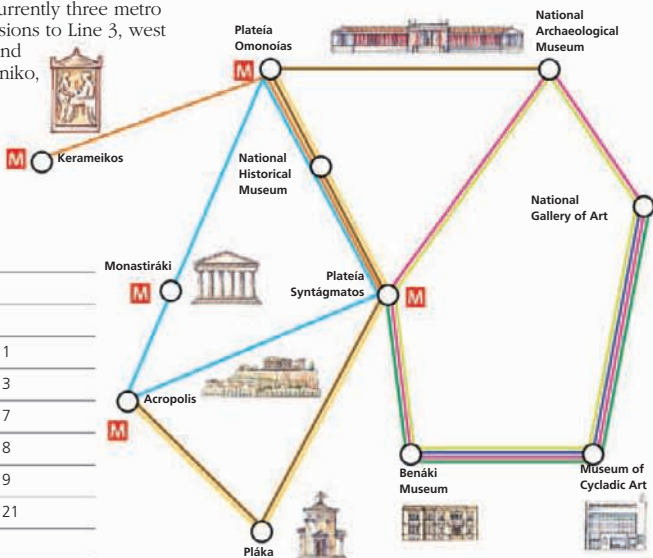 urrently three metro
sions to Line 3, west
nd
niko,
Plateía
Omonoías
M
National
Archaeological
Museum
M
Kerameikos
National
Historical
Museum
National
Gallery of Art
Monastiráki
M
Plateía
Syntágmatos
M
1
3
7
8
9
21
Acropolis
M
Benáki
Museum
Museum of
Cycladic Art
Pláka